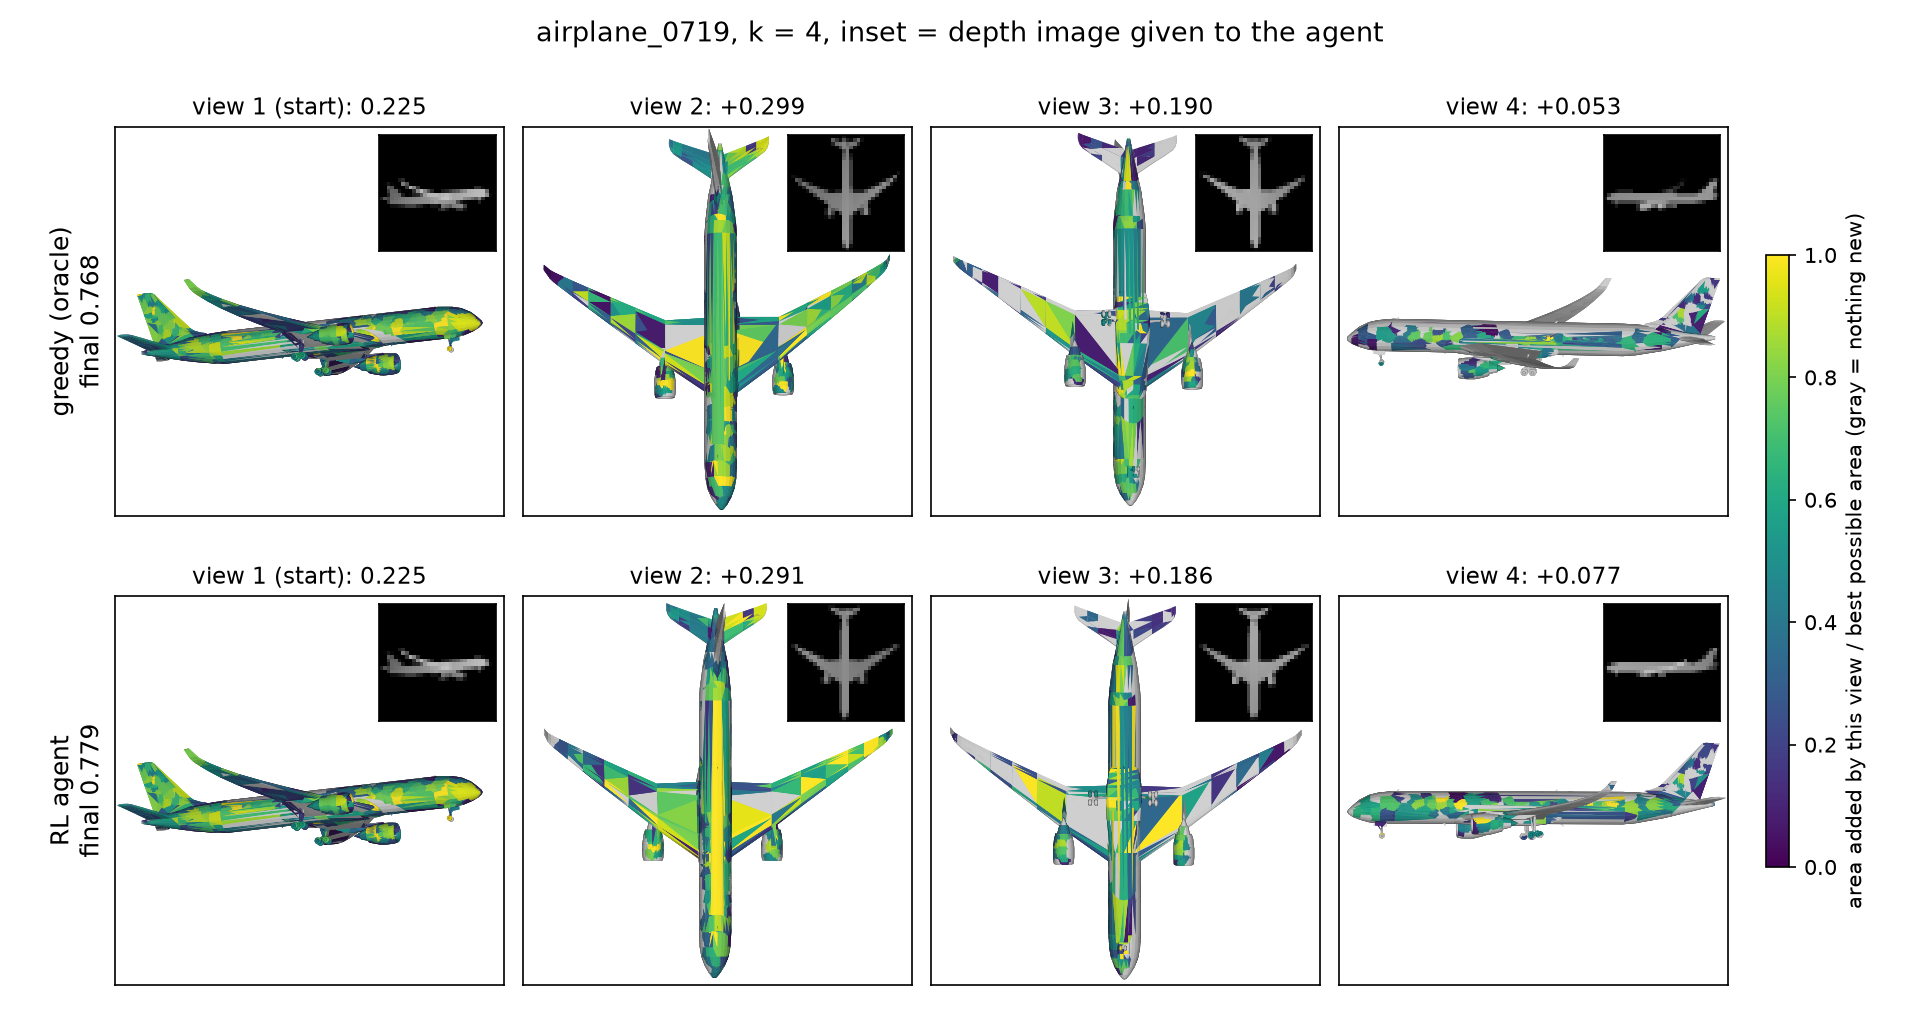 airplane_0719, k = 4, inset = depth image given to the agent
view 1 (start): 0.225
view 2: +0.299
view 3: +0.190
view 4: +0.053
greedy (oracle)
final 0.768
view 1 (start): 0.225
view 2: +0.291
view 3: +0.186
view 4: +0.077
RL agent
final 0.779
1.0
0.8
0.6
0.4
0.2
0.0
area added by this view / best possible area (gray = nothing new)